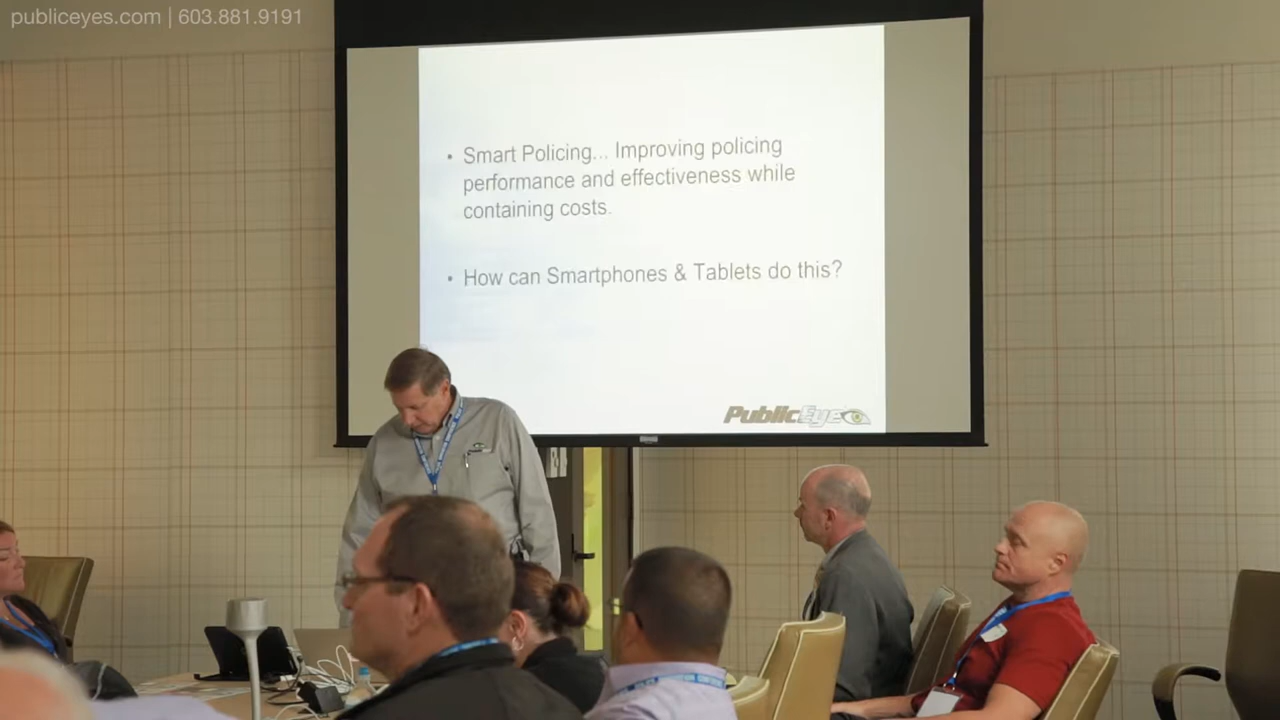 publiceyes.com | 603.881.9191
• Smart Policing... Improving policing
performance and effectiveness while
containing costs.
• How can Smartphones & Tablets do this?
PublicEye